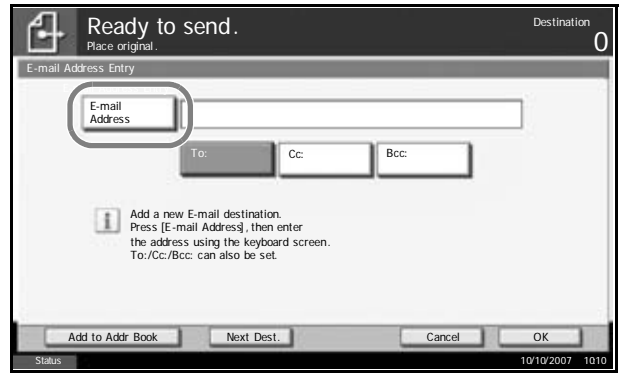 Ready to send.
Destination
Place original.
0
E-mail Address Entry
E-mail
Address
To:
Cc:
Bcc:
Add a new E-mail destination.
Press [E-mail Address], then enter
the address using the keyboard screen.
To:/Cc:/Bcc: can also be set.
Add to Addr Book
Next Dest.
Cancel
OK
Status
10/10/2007 10:10